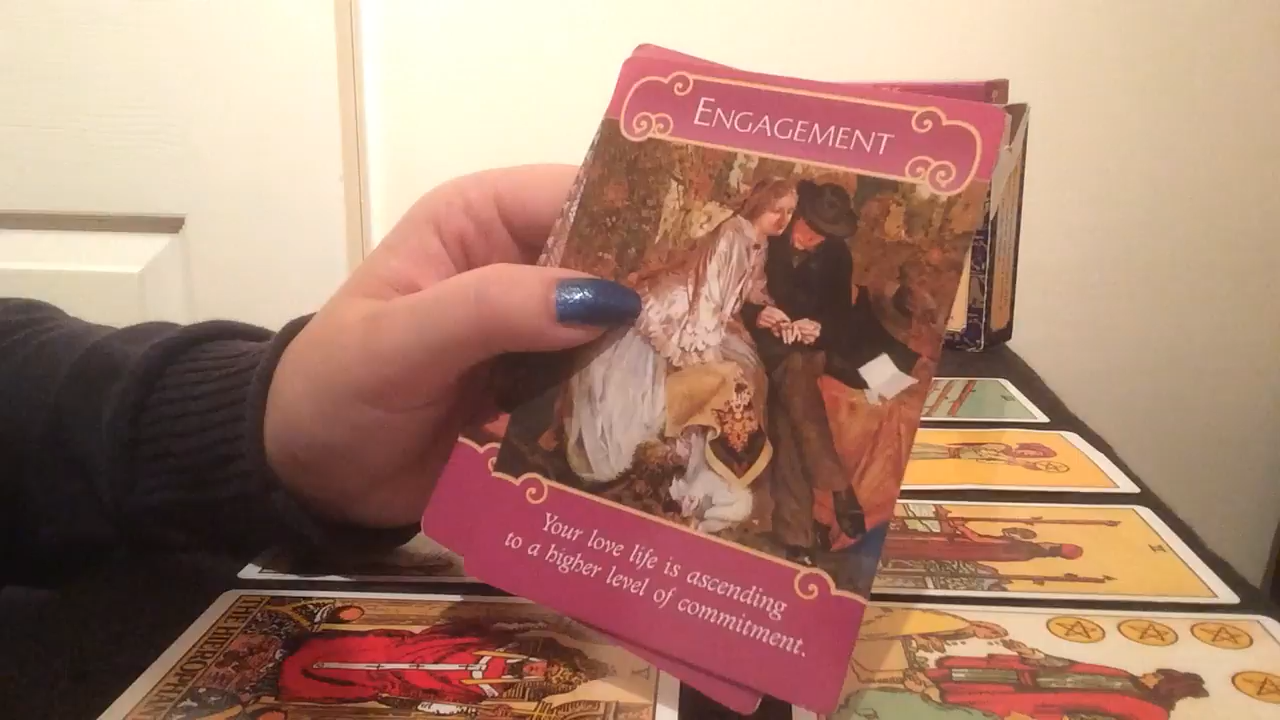 ENGAGEMENT
Your love life is ascending
to a higher level of commitment.
THE HIEROPHANT
V